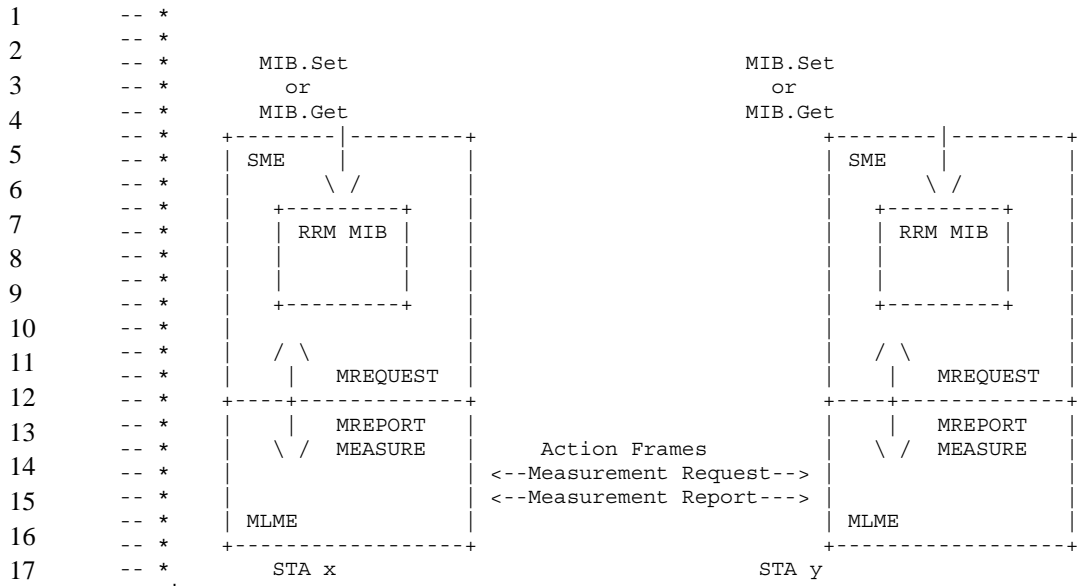 1 -- *
-- *
2 -- * MIB.Set MIB.Set
3 -- * or or
4 -- * MIB.Get MIB.Get
-- * +--------|---------+ +--------|---------+
5 -- * | SME | | | SME | |
6 -- * | \ / | | \ / |
-- * | +---------+ | | +---------+ |
7 -- * | | RRM MIB | | | | RRM MIB | |
8 -- * | | | | | | | |
-- * | | | | | | | |
9 -- * | +---------+ | | +---------+ |
10 -- * | | | |
11 -- * | / \ | | / \ |
-- * | | MREQUEST | | | MREQUEST |
12 -- * +----+-------------+ +----+-------------+
13 -- * | | MREPORT | | | MREPORT |
-- * | \ / MEASURE | Action Frames | \ / MEASURE |
14 -- * | | <--Measurement Request--> | |
15 -- * | | <--Measurement Report---> | |
-- * | MLME | | MLME |
16 -- * +------------------+ +------------------+
17 -- * STA x STA y